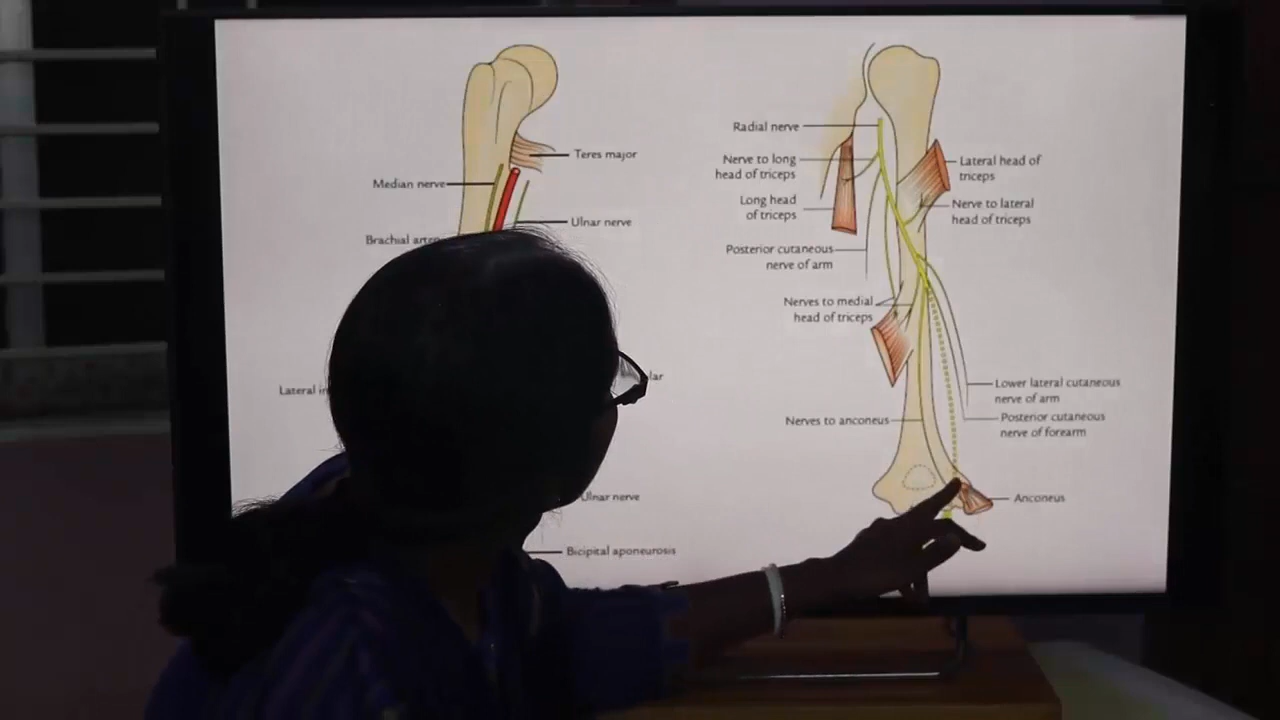 Teres major
Median nerve
Ulnar nerve
Brachial
Lateral
Ulnar nerve
Bicipital aponeurosis
Radial nerve
Nerve to long
head of triceps
Long head
of triceps
Posterior cutaneous
nerve of arm
Nerves to medial
head of triceps
Nerves to anconeus
Lateral head of
triceps
Nerve to lateral
head of triceps
Lower lateral cutaneous
nerve of arm
Posterior cutaneous
nerve of forearm
Anconeus